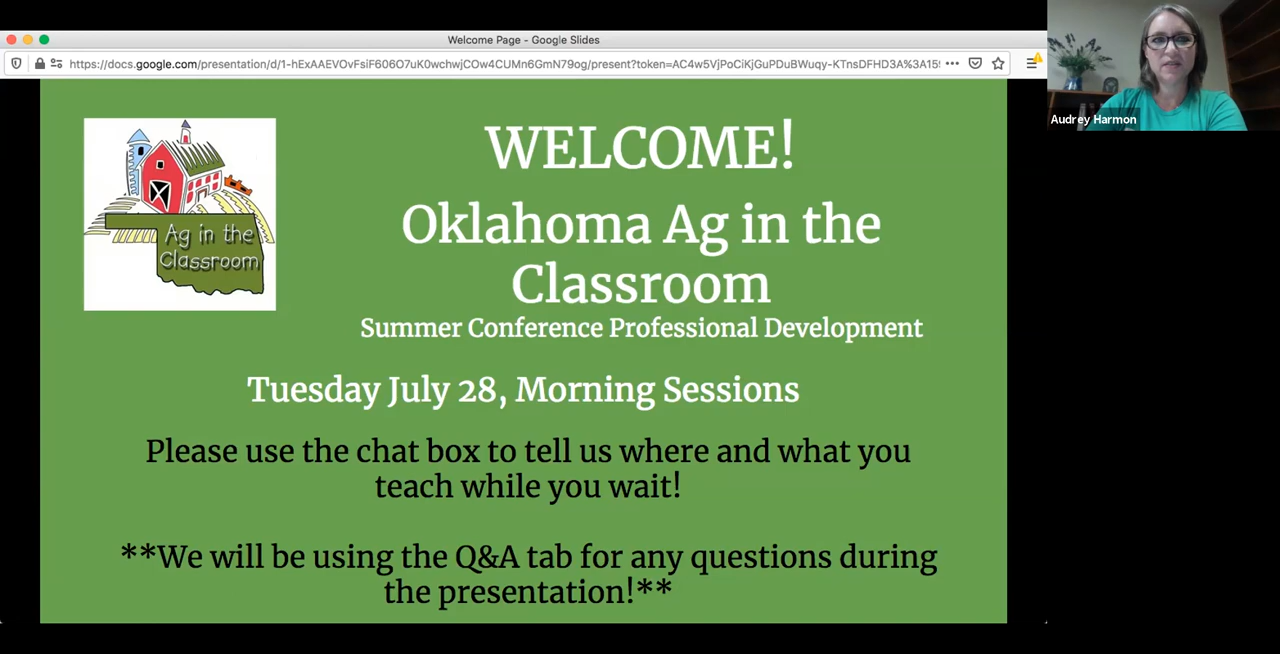 Welcome Page - Google Slides
https://docs.google.com/presentation/d/1-hExAAEVOvFsiF606O7uK0wchwjCOw4CUMn6GmN79og/present?token=AC4w5VjPoCiKjGuPDuBWuqy-KTnsDFHD3A%3A159
Audrey Harmon
WELCOME!
Oklahoma Ag in the
Classroom
Ag in the
Classroom
Summer Conference Professional Development
Tuesday July 28, Morning Sessions
Please use the chat box to tell us where and what you
teach while you wait!
**We will be using the Q&A tab for any questions during
the presentation!**